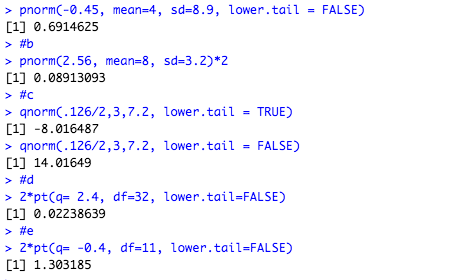 > pnorm(-0.45, mean=4, sd=8.9, lower.tail = FALSE)
[1] 0.6914625
> #b
> pnorm(2.56, mean=8, sd=3.2)*2
[1] 0.08913093
> #c
> qnorm(.126/2,3,7.2, lower.tail = TRUE)
[1] -8.016487
> qnorm(.126/2,3,7.2, lower.tail = FALSE)
[1] 14.01649
> #d
> 2*pt(q= 2.4, df=32, lower.tail=FALSE)
[1] 0.02238639
> #e
> 2*pt(q= -0.4, df=11, lower.tail=FALSE)
[1] 1.303185